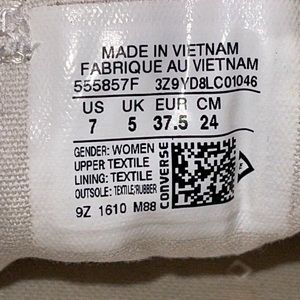 MADE IN VIETNAM
FABRIQUE AU VIETNAM
555857F 3Z9YD8LC01046
US UK EUR CM
7 5 37.5 24
GENDER: WOMEN
UPPER TEXTILE
LINING: TEXTILE
OUTSOLE: TEXTILE/RUBBER
9Z 1610 M88
CONVERSE